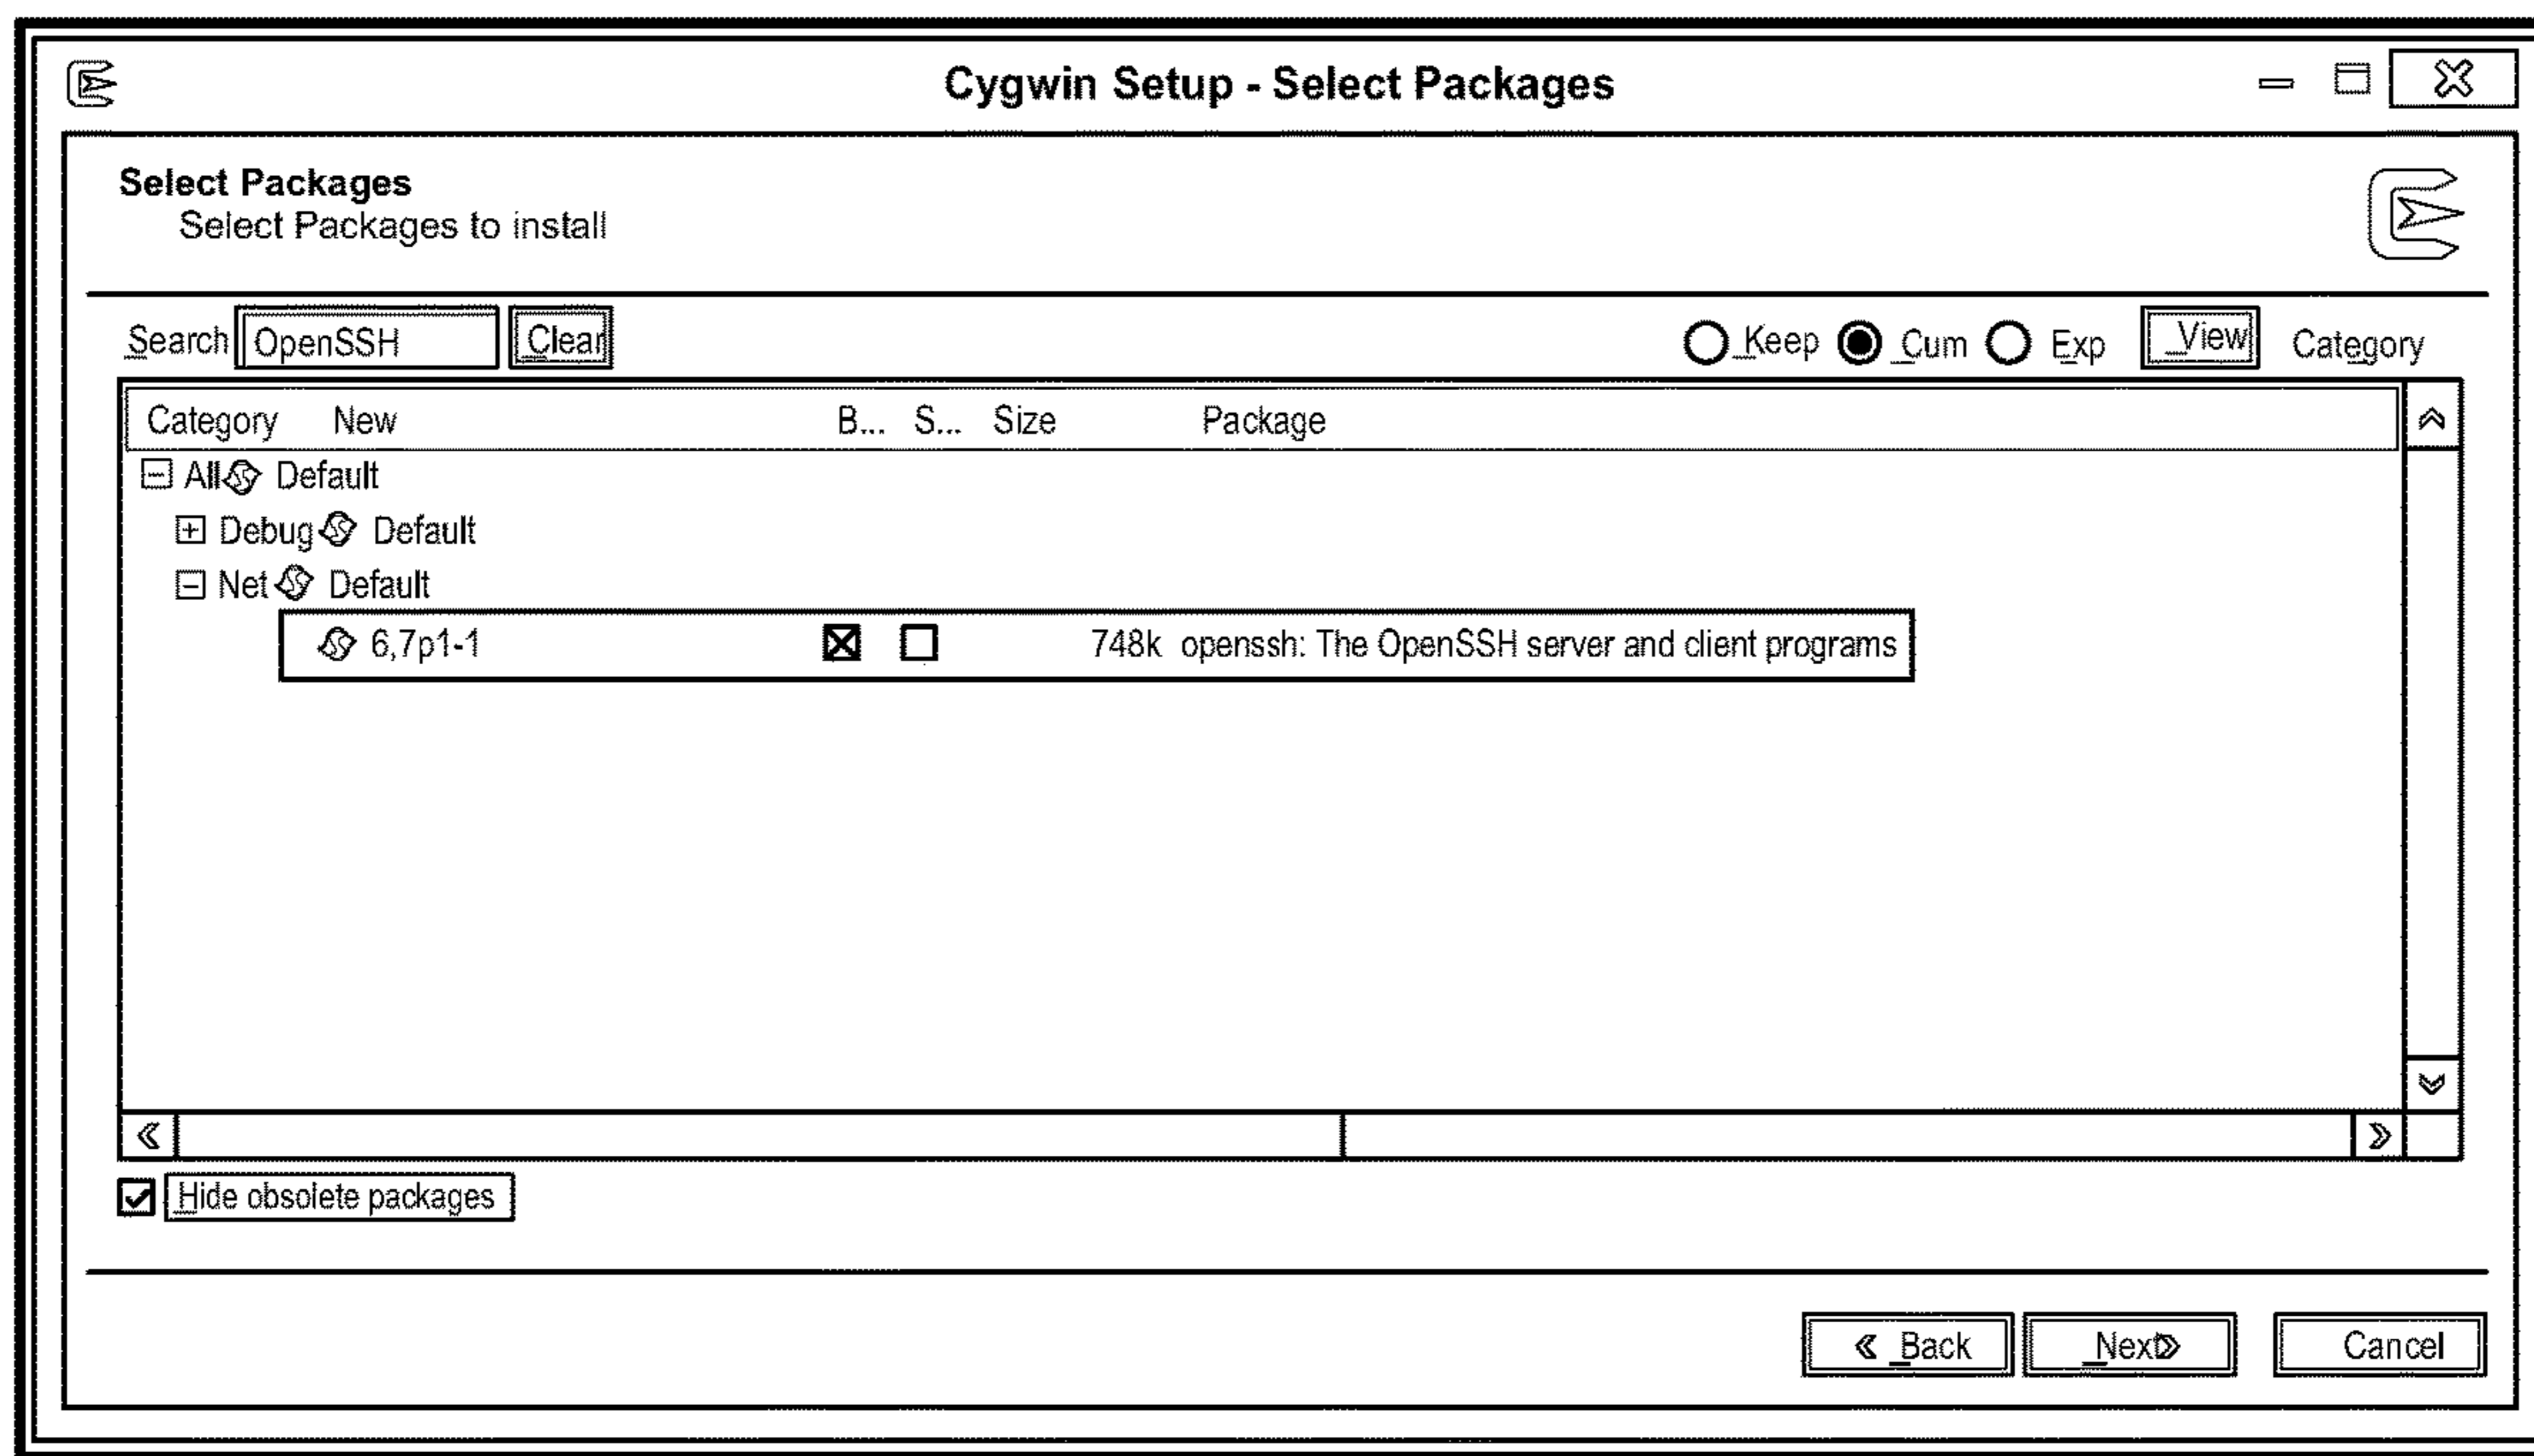 Cygwin Setup - Select Packages
Select Packages
Select Packages to install
Search OpenSSH Clear Keep Cum Exp View Category
Category New B... S... Size Package
All Default
Debug Default
Net Default
6,7p1-1 748k openssh: The OpenSSH server and client programs
Hide obsolete packages
Back Next Cancel